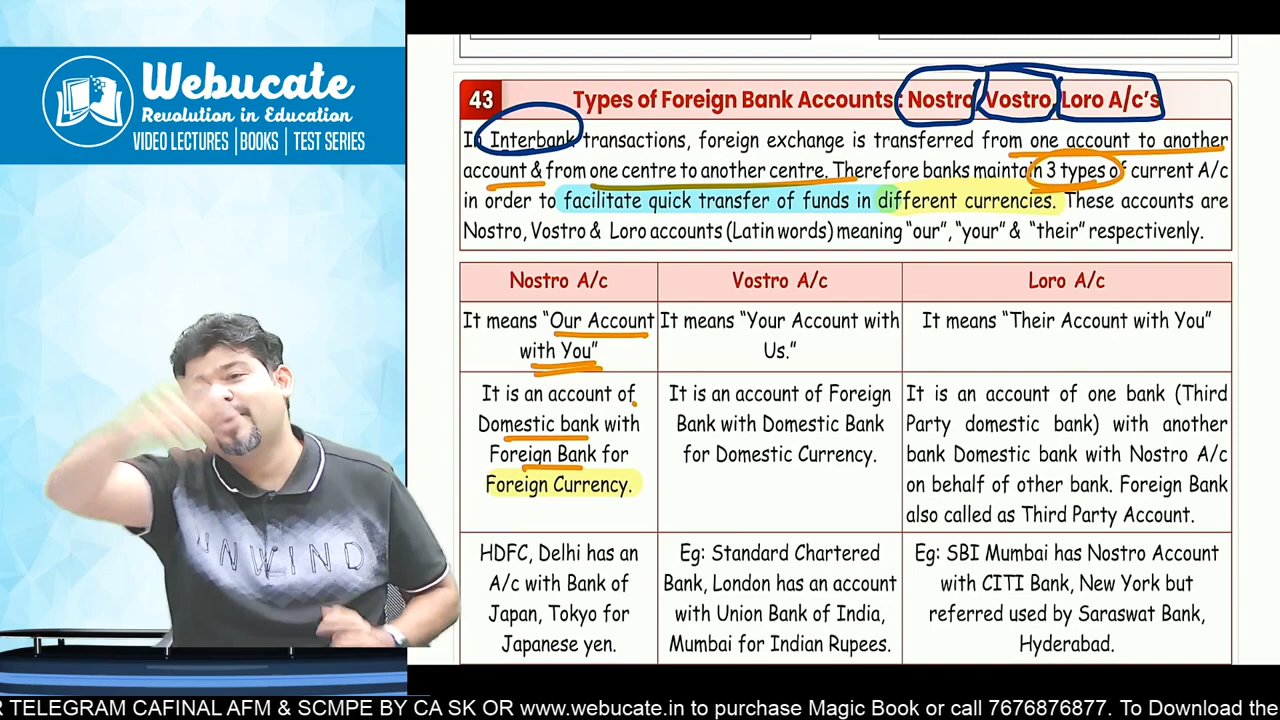 Webucate
Revolution in Education
VIDEO LECTURES | BOOKS | TEST SERIES
43
Types of Foreign Bank Accounts: Nostro, Vostro, Loro A/c's
In Interbank transactions, foreign exchange is transferred from one account to another
account & from one centre to another centre. Therefore banks maintain 3 types of current A/c
in order to facilitate quick transfer of funds in different currencies. These accounts are
Nostro, Vostro & Loro accounts (Latin words) meaning "our", "your" & "their" respectivenly.
Nostro A/c
Vostro A/c
Loro A/c
It means "Our Account
with You"
It means "Your Account with
Us."
It means "Their Account with You"
It is an account of
Domestic bank with
Foreign Bank for
Foreign Currency.
It is an account of Foreign
Bank with Domestic Bank
for Domestic Currency.
It is an account of one bank (Third
Party domestic bank) with another
bank Domestic bank with Nostro A/c
on behalf of other bank. Foreign Bank
also called as Third Party Account.
HDFC, Delhi has an
A/c with Bank of
Japan, Tokyo for
Japanese yen.
Eg: Standard Chartered
Bank, London has an account
with Union Bank of India,
Mumbai for Indian Rupees.
Eg: SBI Mumbai has Nostro Account
with CITI Bank, New York but
referred used by Saraswat Bank,
Hyderabad.
UNWIND
R TELEGRAM CAFINAL AFM & SCMPE BY CA SK OR www.webucate.in to purchase Magic Book or call 7676876877. To Download the